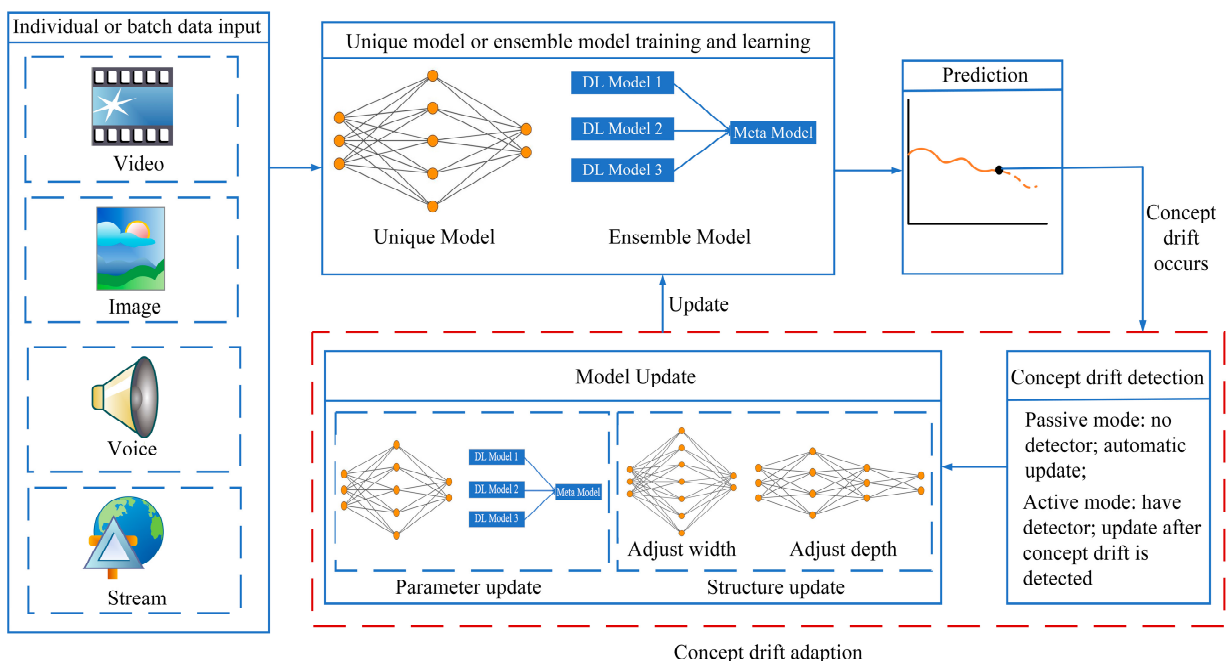 Individual or batch data input
Video
Image
Voice
Stream
Unique model or ensemble model training and learning
DL Model 1
DL Model 2
DL Model 3
Meta Model
Unique Model
Ensemble Model
Prediction
Concept
drift
occurs
Update
Model Update
DL Model 1
DL Model 2
DL Model 3
Meta Model
Parameter update
Adjust width
Adjust depth
Structure update
Concept drift detection
Passive mode: no
detector; automatic
update;
Active mode: have
detector; update after
concept drift is
detected
Concept drift adaption